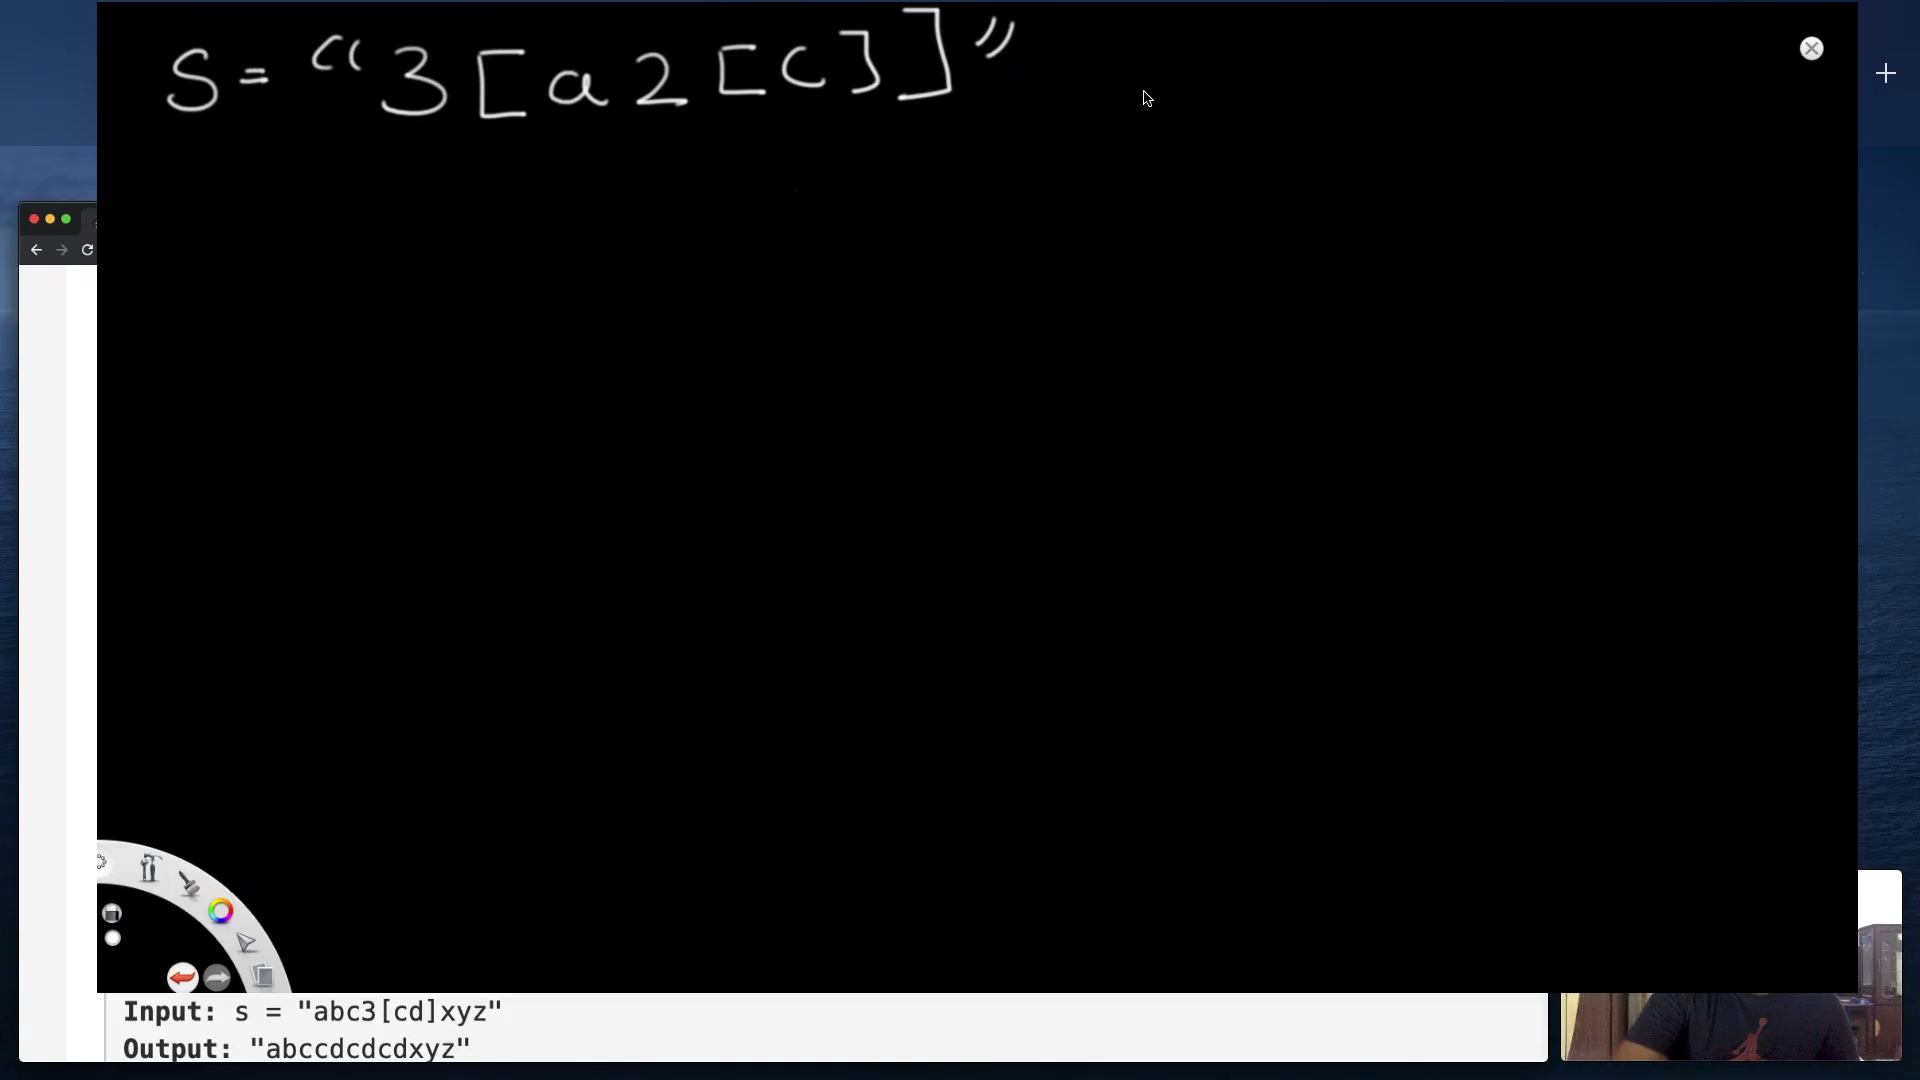 S = "3[a2[c]]"
Input: s = "abc3[cd]xyz"
Output: "abccdcdcdxyz"